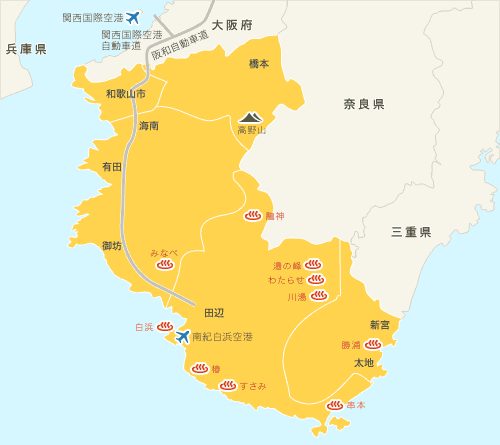 関西国際空港
関西国際空港
自動車道
大阪府
兵庫県
阪和自動車道
橋本
和歌山市
奈良県
海南
高野山
有田
龍神
三重県
御坊
みなべ
湯の峰
わたらせ
川湯
田辺
白浜
南紀白浜空港
新宮
勝浦
太地
椿
すさみ
串本